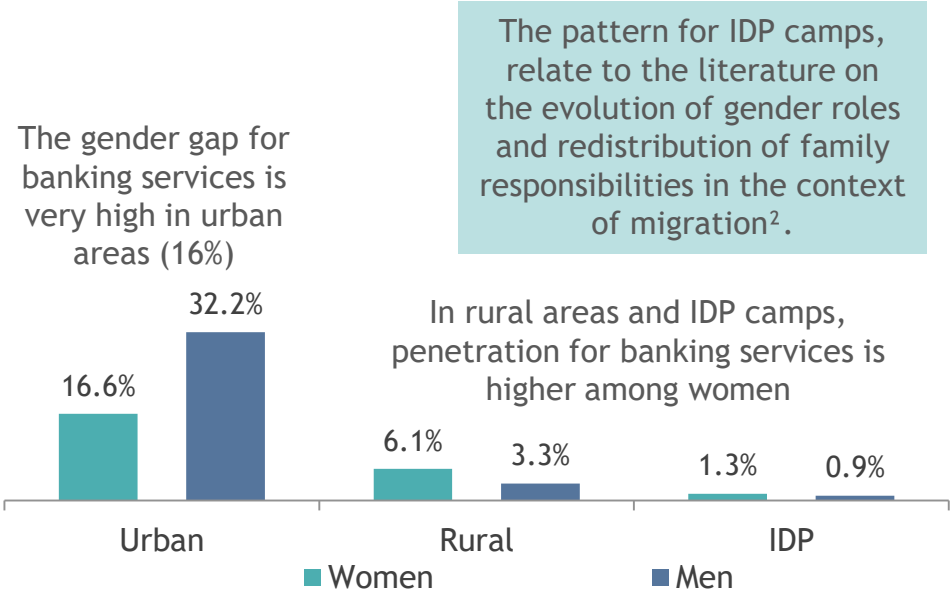 The pattern for IDP camps,
relate to the literature on
the evolution of gender roles
and redistribution of family
responsibilities in the context
of migration².
The gender gap for
banking services is
very high in urban
areas (16%)
In rural areas and IDP camps,
penetration for banking services is
higher among women
16.6%
32.2%
6.1%
3.3%
1.3%
0.9%
Urban
Rural
IDP
Women
Men